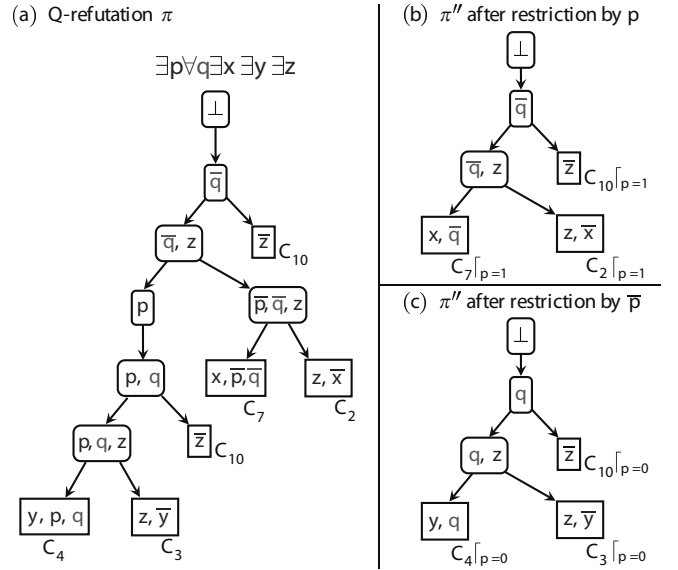 (a) Q-refutation π
∃p∀q∃x ∃y ∃z
⊥
q̅
q̅, z
z̅ C₁₀
p
p̅, q̅, z
p, q
x, p̅, q̅
C₇
z, x̅
C₂
p, q, z
z̅ C₁₀
y, p, q
C₄
z, y̅
C₃
(b) π″ after restriction by p
⊥
q̅
q̅, z
z̅ C₁₀⌈p=1
x, q̅
C₇⌈p=1
z, x̅
C₂⌈p=1
(c) π″ after restriction by p̅
⊥
q
q, z
z̅ C₁₀⌈p=0
y, q
C₄⌈p=0
z, y̅
C₃⌈p=0